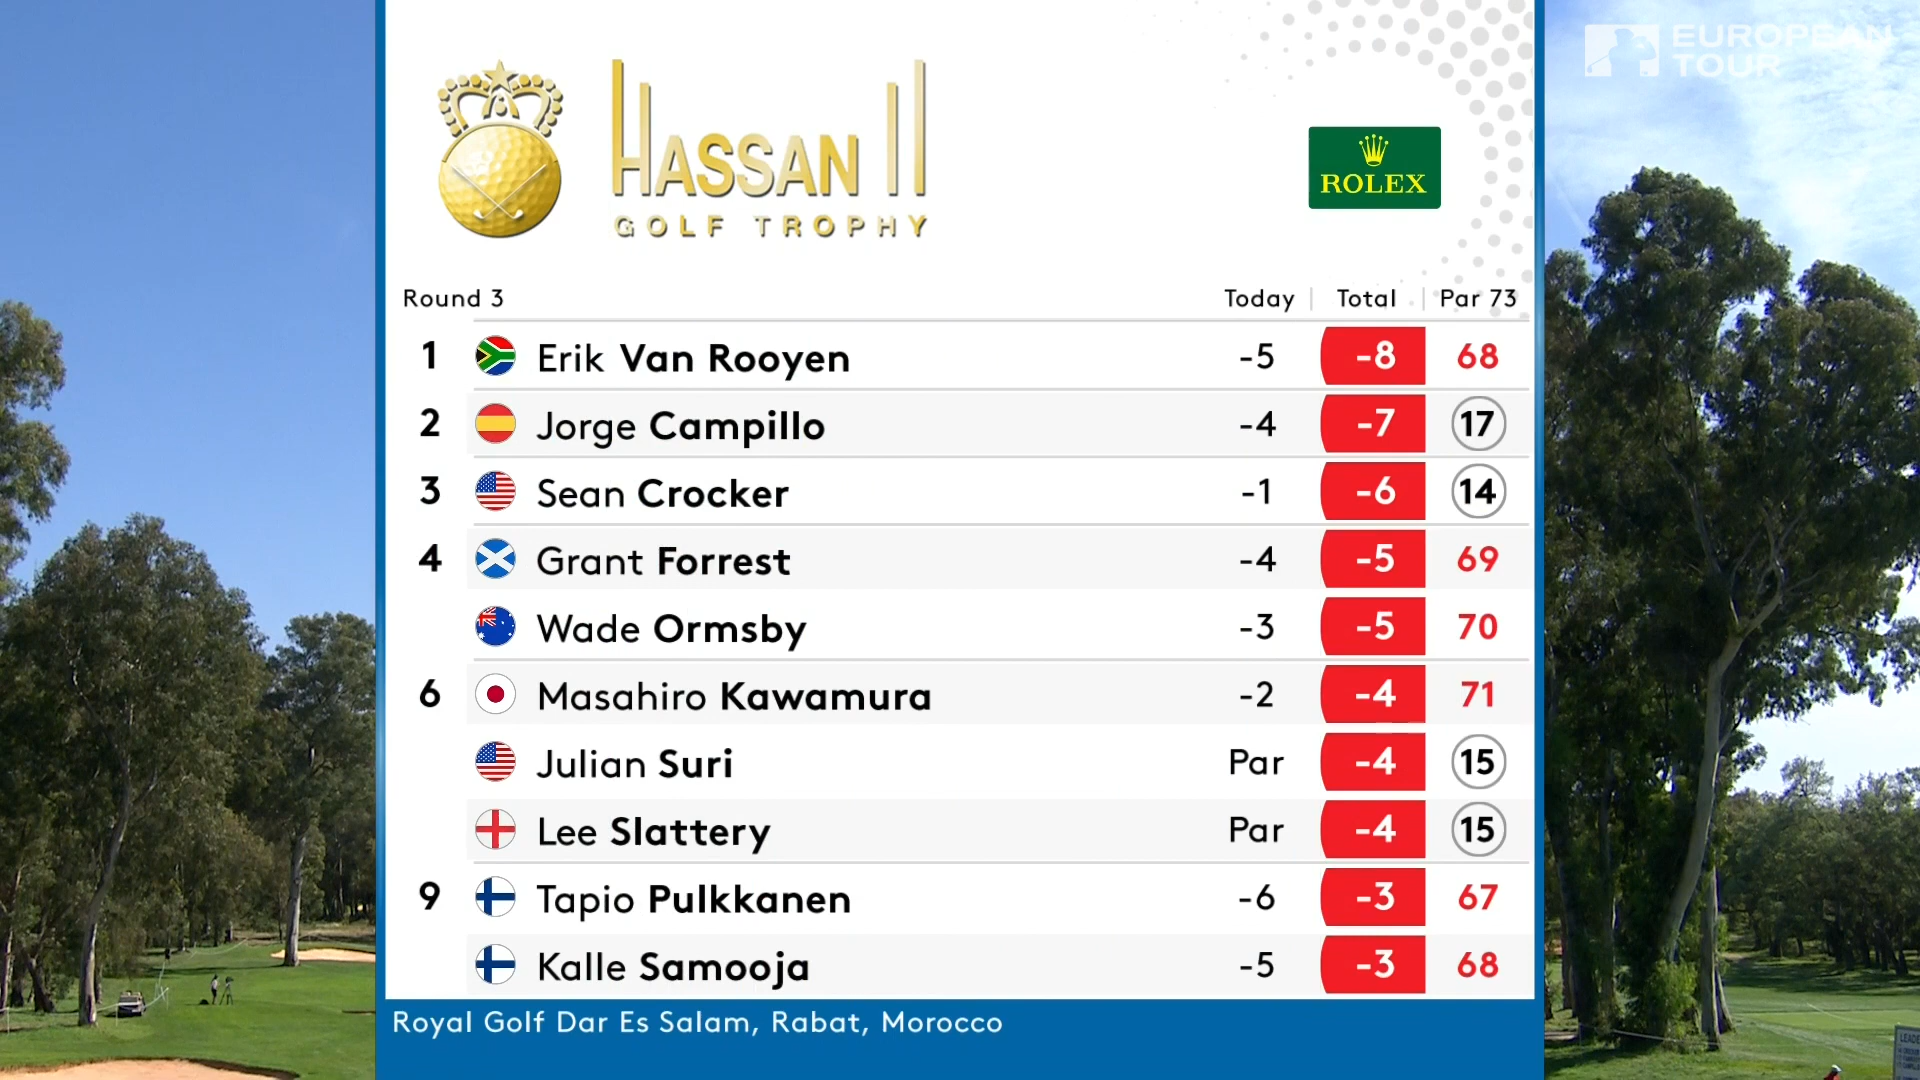 EUROPEAN
TOUR
HASSAN II
GOLF TROPHY
ROLEX
Round 3 Today Total Par 73
1 Erik Van Rooyen -5 -8 68
2 Jorge Campillo -4 -7 17
3 Sean Crocker -1 -6 14
4 Grant Forrest -4 -5 69
Wade Ormsby -3 -5 70
6 Masahiro Kawamura -2 -4 71
Julian Suri Par -4 15
Lee Slattery Par -4 15
9 Tapio Pulkkanen -6 -3 67
Kalle Samooja -5 -3 68
Royal Golf Dar Es Salam, Rabat, Morocco